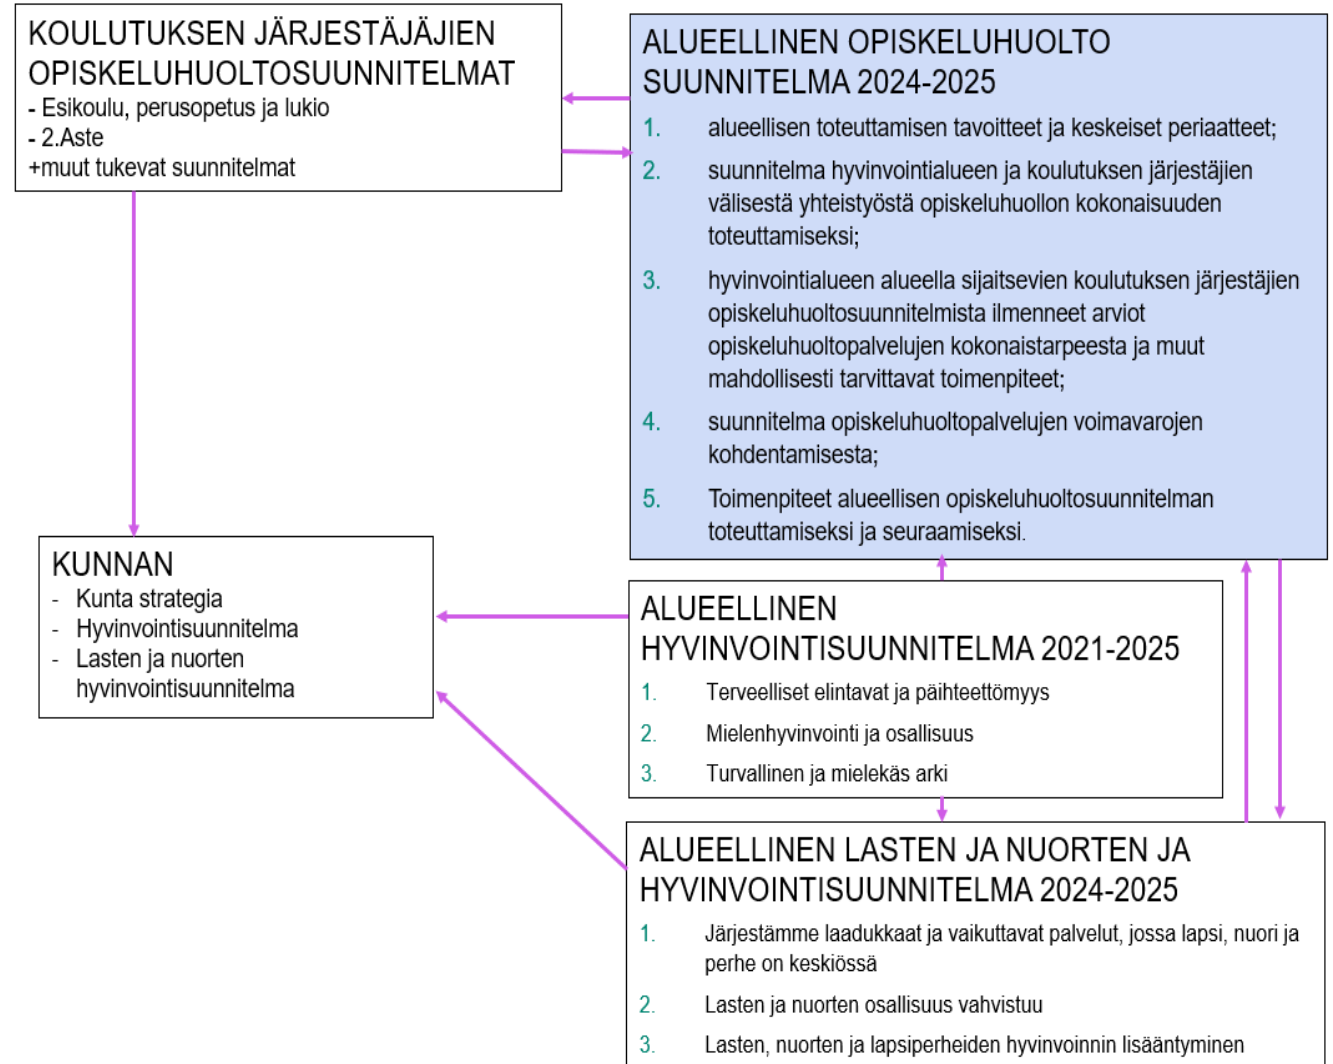 KOULUTUKSEN JÄRJESTÄJÄJIEN
OPISKELUHUOLTOSUUNNITELMAT
- Esikoulu, perusopetus ja lukio
- 2.Aste
+muut tukevat suunnitelmat
ALUEELLINEN OPISKELUHUOLTO
SUUNNITELMA 2024-2025
1. alueellisen toteuttamisen tavoitteet ja keskeiset periaatteet;
2. suunnitelma hyvinvointialueen ja koulutuksen järjestäjien
välisestä yhteistyöstä opiskeluhuollon kokonaisuuden
toteuttamiseksi;
3. hyvinvointialueen alueella sijaitsevien koulutuksen järjestäjien
opiskeluhuoltosuunnitelmista ilmenneet arviot
opiskeluhuoltopalvelujen kokonaistarpeesta ja muut
mahdollisesti tarvittavat toimenpiteet;
4. suunnitelma opiskeluhuoltopalvelujen voimavarojen
kohdentamisesta;
5. Toimenpiteet alueellisen opiskeluhuoltosuunnitelman
toteuttamiseksi ja seuraamiseksi.
KUNNAN
- Kunta strategia
- Hyvinvointisuunnitelma
- Lasten ja nuorten
hyvinvointisuunnitelma
ALUEELLINEN
HYVINVOINTISUUNNITELMA 2021-2025
1. Terveelliset elintavat ja päihteettömyys
2. Mielenhyvinvointi ja osallisuus
3. Turvallinen ja mielekäs arki
ALUEELLINEN LASTEN JA NUORTEN JA
HYVINVOINTISUUNNITELMA 2024-2025
1. Järjestämme laadukkaat ja vaikuttavat palvelut, jossa lapsi, nuori ja
perhe on keskiössä
2. Lasten ja nuorten osallisuus vahvistuu
3. Lasten, nuorten ja lapsiperheiden hyvinvoinnin lisääntyminen